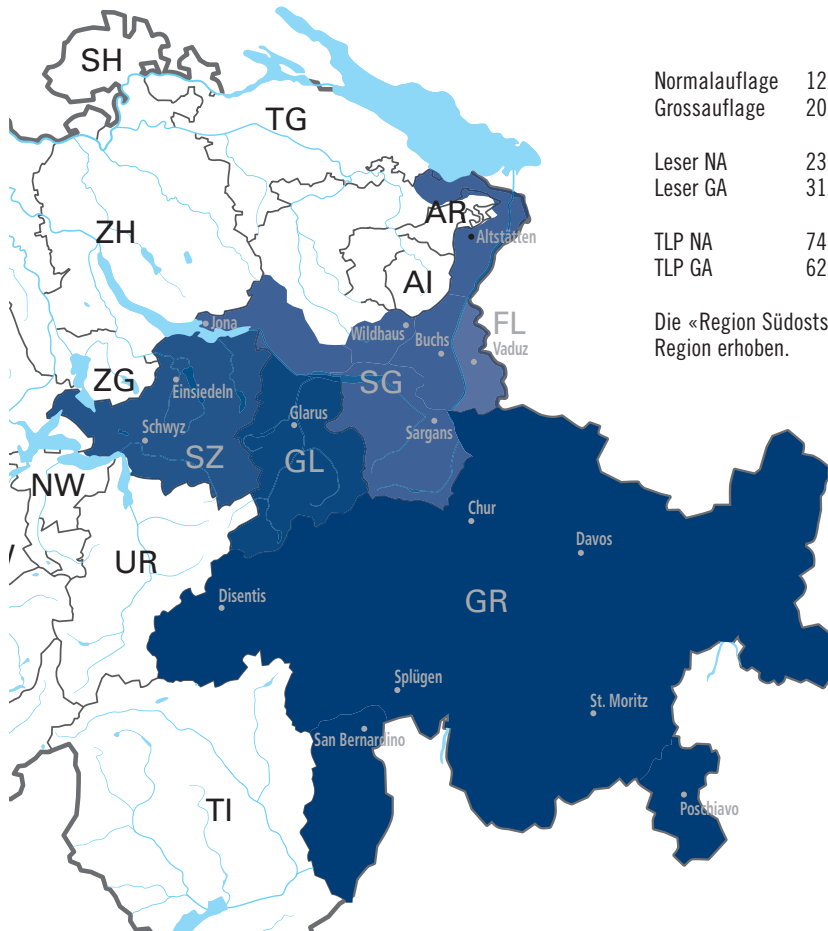 SH
TG
ZH
AR
Altstätten
AI
Jona
Wildhaus
Buchs
FL
Vaduz
ZG
Einsiedeln
SG
Glarus
Schwyz
Sargans
SZ
GL
NW
Chur
UR
Davos
Disentis
GR
Splügen
St. Moritz
San Bernardino
TI
Poschiavo
Normalauflage 12
Grossauflage 20
Leser NA 23
Leser GA 31
TLP NA 74
TLP GA 62
Die «Region Südosts
Region erhoben.